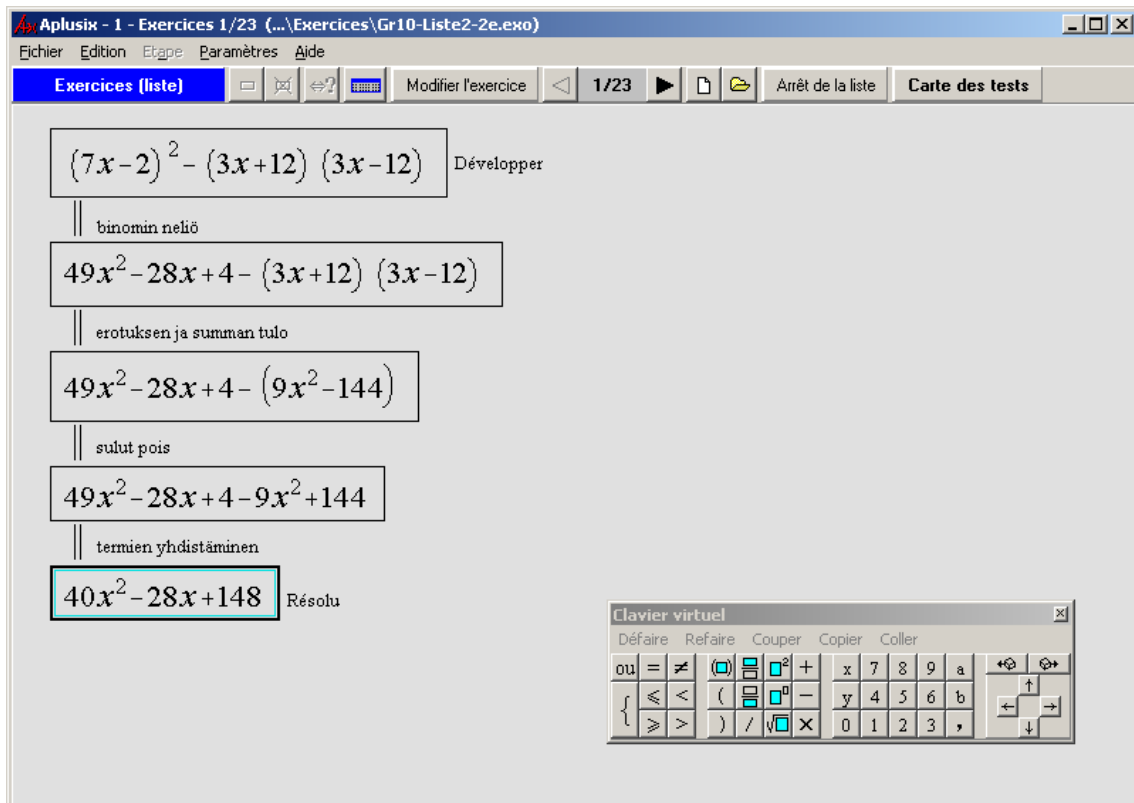 Aplusix - 1 - Exercices 1/23 (...\Exercices\Gr10-Liste2-2e.exo)
Fichier Edition Etape Paramètres Aide
Exercices (liste) ⇔? Modifier l'exercice 1/23 Arrêt de la liste Carte des tests
(7x-2)² - (3x+12) (3x-12) Développer
binomin neliö
49x²-28x+4- (3x+12) (3x-12)
erotuksen ja summan tulo
49x²-28x+4- (9x²-144)
sulut pois
49x²-28x+4-9x²+144
termien yhdistäminen
40x²-28x+148 Résolu
Clavier virtuel
Défaire Refaire Couper Copier Coller
ou = ≠ (□) □² + x 7 8 9 a
{ ⩽ < ( □⁰ − y 4 5 6 b ↑ ← →
⩾ > ) / √□ × 0 1 2 3 , ↓